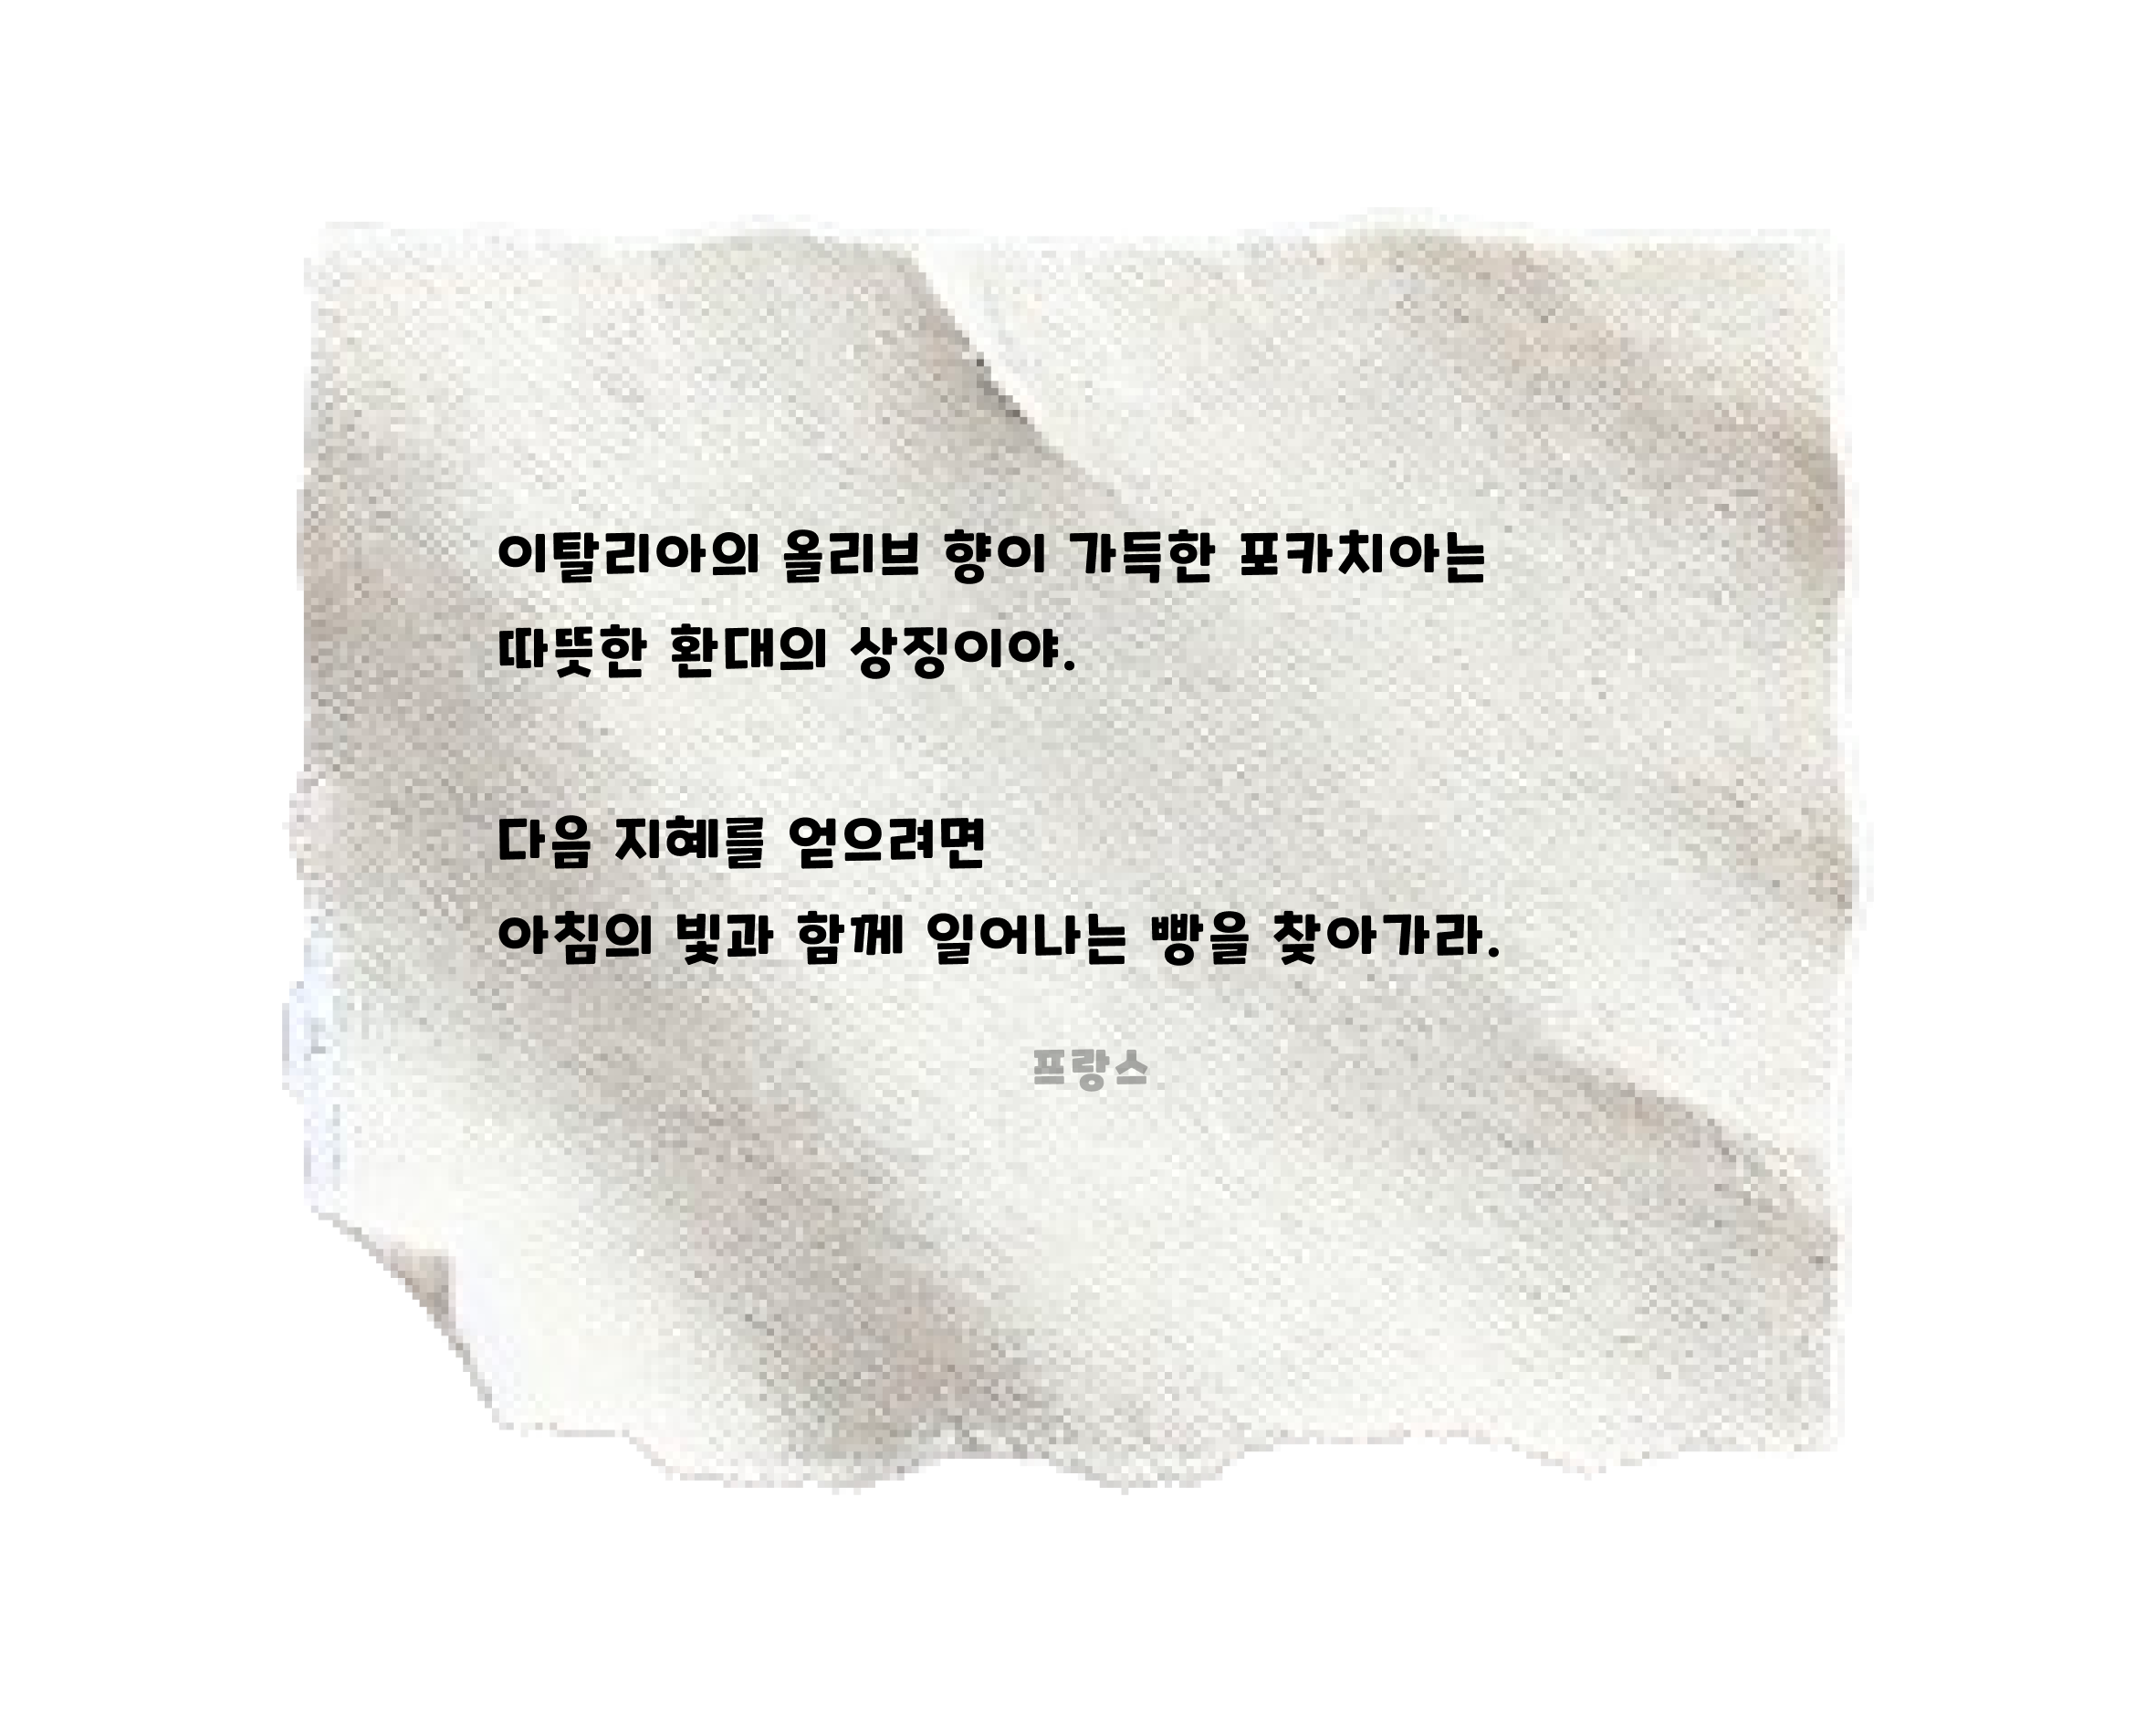 이탈리아의 올리브 향이 가득한 포카치아는
따뜻한 환대의 상징이야.
다음 지혜를 얻으려면
아침의 빛과 함께 일어나는 빵을 찾아가라.
프랑스